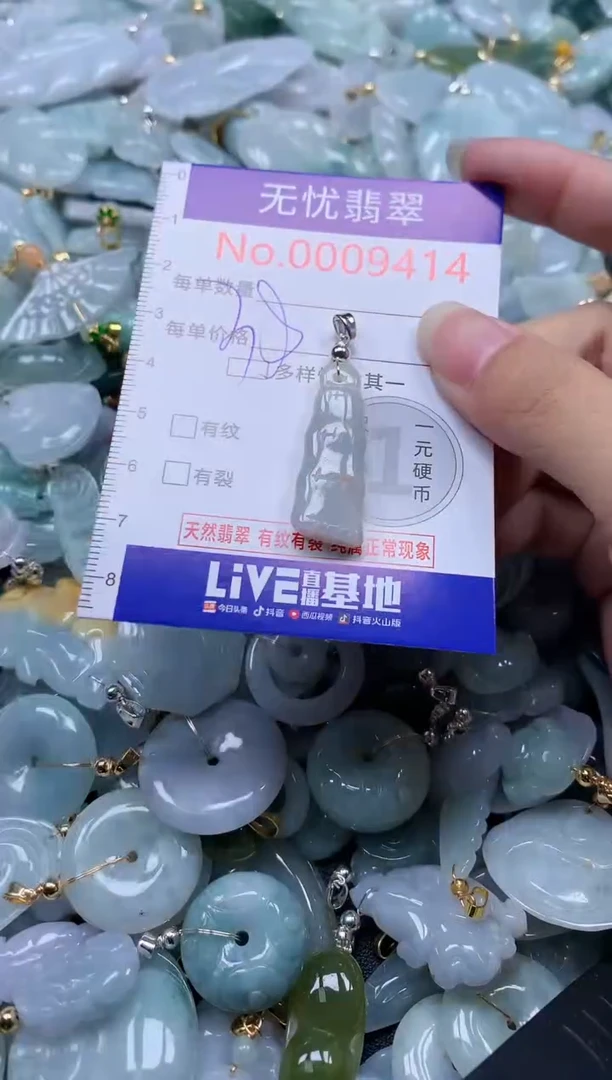 0
无忧翡翠
1
No.0009414
2
每单数量
3
每单价格
4
多样 其一
5
有纹
一元硬币
1
6
有裂
7
天然翡翠 有纹有裂 纯属正常现象
8
LiVE直播基地
今日头条 抖音 西瓜视频 抖音火山版